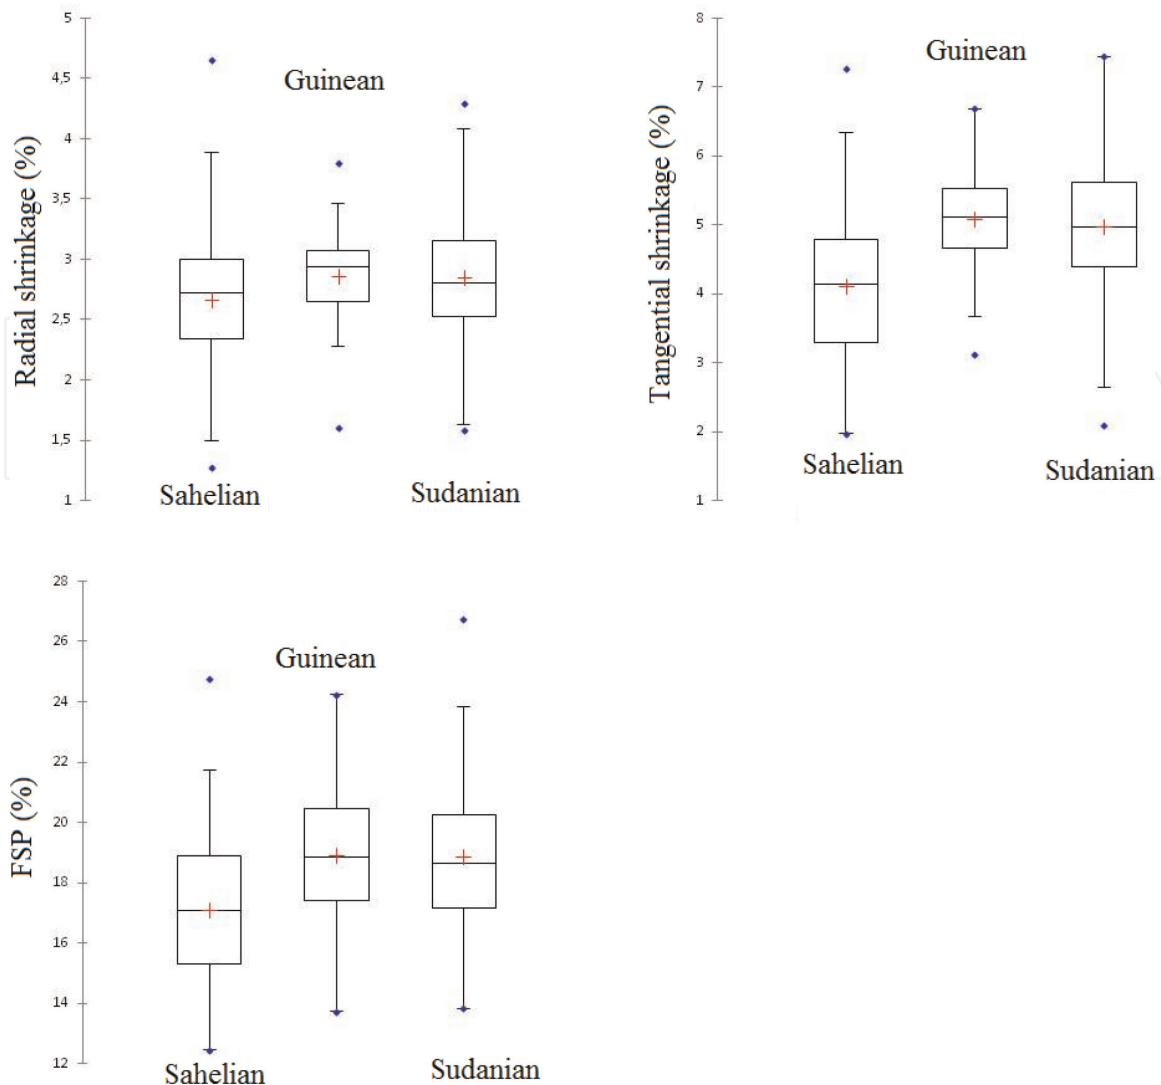 Radial shrinkage (%)
5
4,5
4
3,5
3
2,5
2
1,5
1
Guinean
Sahelian
Sudanian
Tangential shrinkage (%)
8
7
6
5
4
3
2
1
Guinean
Sahelian
Sudanian
FSP (%)
28
26
24
22
20
18
16
14
12
Guinean
Sahelian
Sudanian